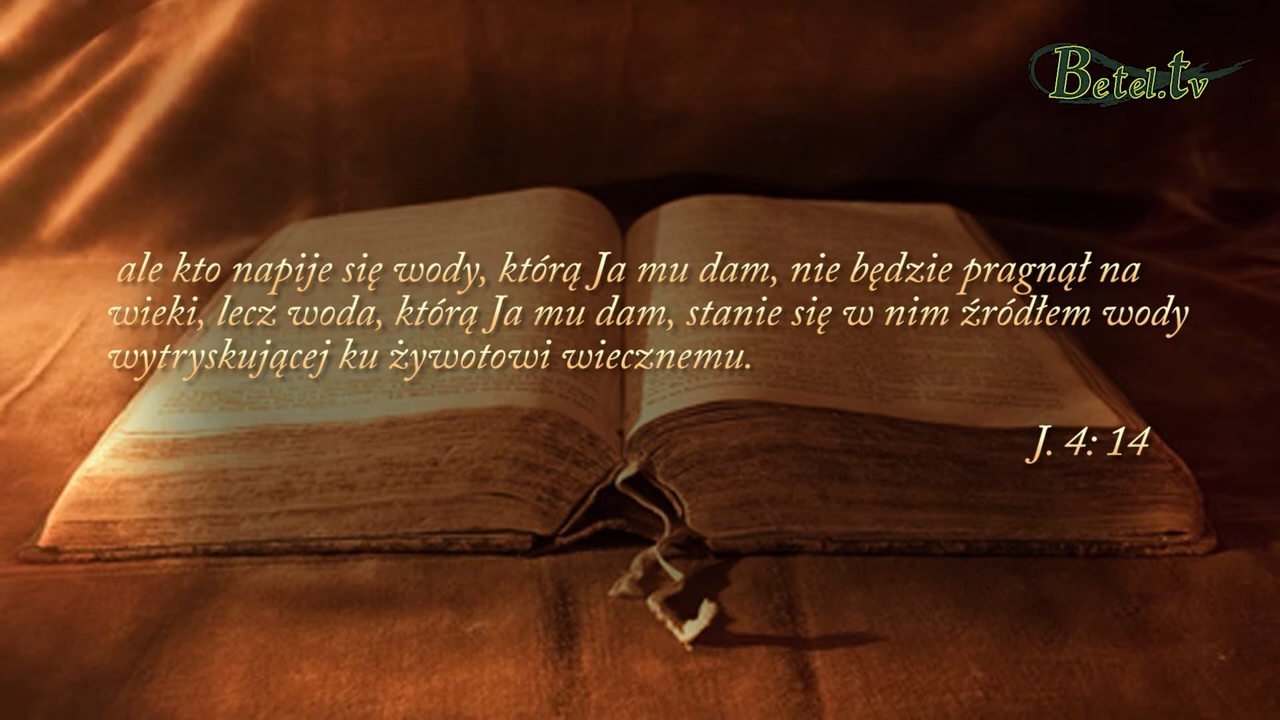 Betel.tv
ale kto napije się wody, którą Ja mu dam, nie będzie pragnął na
wieki, lecz woda, którą Ja mu dam, stanie się w nim źródłem wody
wytryskującej ku żywotowi wiecznemu.
J. 4: 14